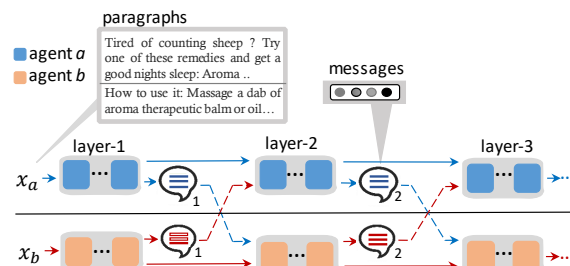 paragraphs
Tired of counting sheep ? Try
one of these remedies and get a
good nights sleep: Aroma ..
How to use it: Massage a dab of
aroma therapeutic balm or oil...
agent a
agent b
messages
layer-1
layer-2
layer-3
x_a
1
2
x_b
1
2